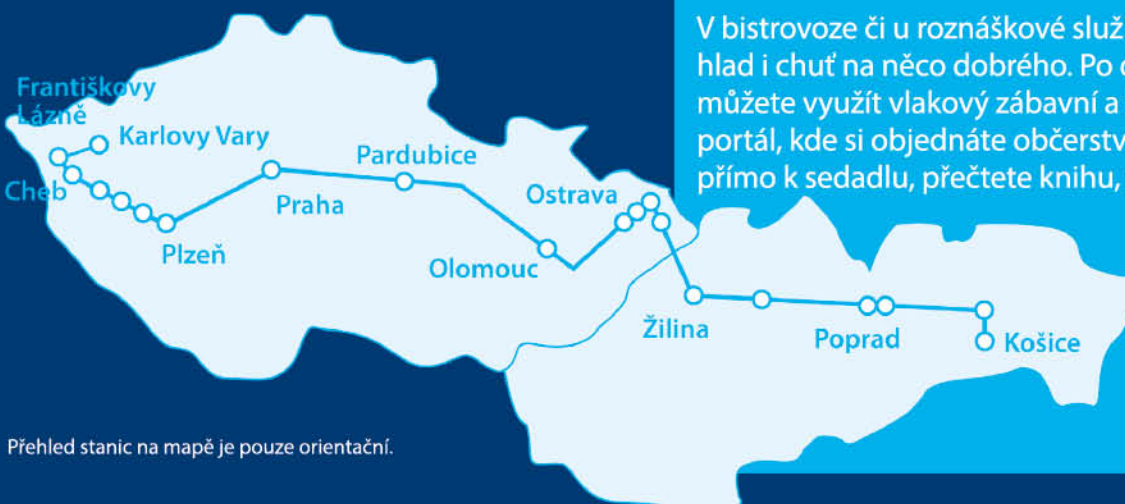 V bistrovoze či u roznáškové služ
hlad i chuť na něco dobrého. Po
můžete využít vlakový zábavní a
portál, kde si objednáte občerstv
přímo k sedadlu, přečtete knihu,
Františkovy
Lázně
Karlovy Vary
Cheb
Plzeň
Praha
Pardubice
Olomouc
Ostrava
Žilina
Poprad
Košice
Přehled stanic na mapě je pouze orientační.